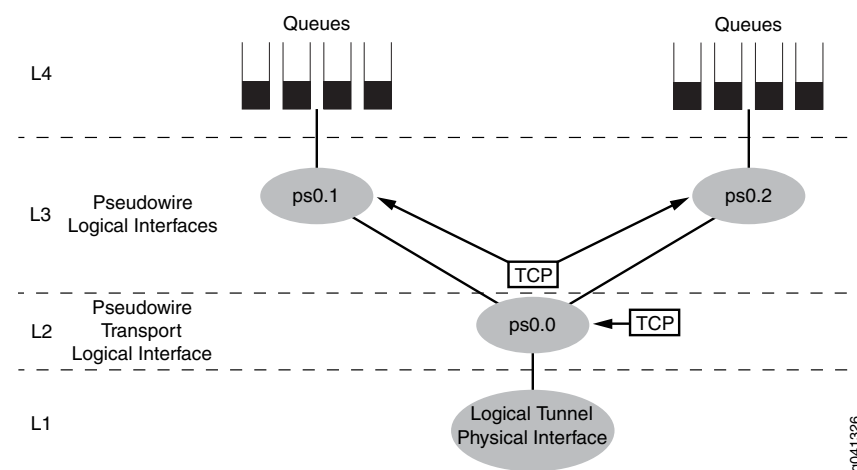 Queues
Queues
L4
L3
Pseudowire
Logical Interfaces
ps0.1
ps0.2
TCP
L2
Pseudowire
Transport
Logical Interface
ps0.0
TCP
L1
Logical Tunnel
Physical Interface
g041326